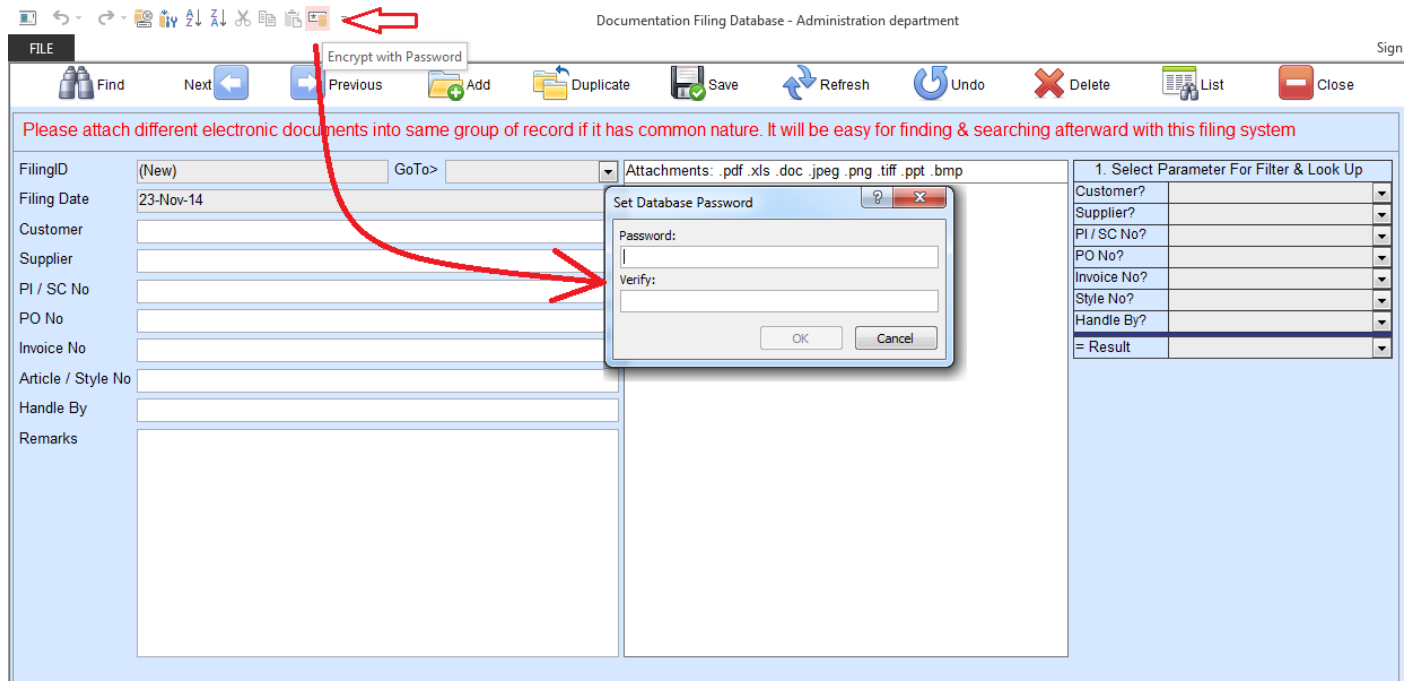 Documentation Filing Database - Administration department
FILE
Sign
Encrypt with Password
Find
Next
Previous
Add
Duplicate
Save
Refresh
Undo
Delete
List
Close
Please attach different electronic documents into same group of record if it has common nature. It will be easy for finding & searching afterward with this filing system
FilingID (New) GoTo>
Filing Date 23-Nov-14
Customer
Supplier
PI / SC No
PO No
Invoice No
Article / Style No
Handle By
Remarks
Attachments: .pdf .xls .doc .jpeg .png .tiff .ppt .bmp
Set Database Password
Password:
Verify:
OK Cancel
1. Select Parameter For Filter & Look Up
Customer?
Supplier?
PI / SC No?
PO No?
Invoice No?
Style No?
Handle By?
= Result